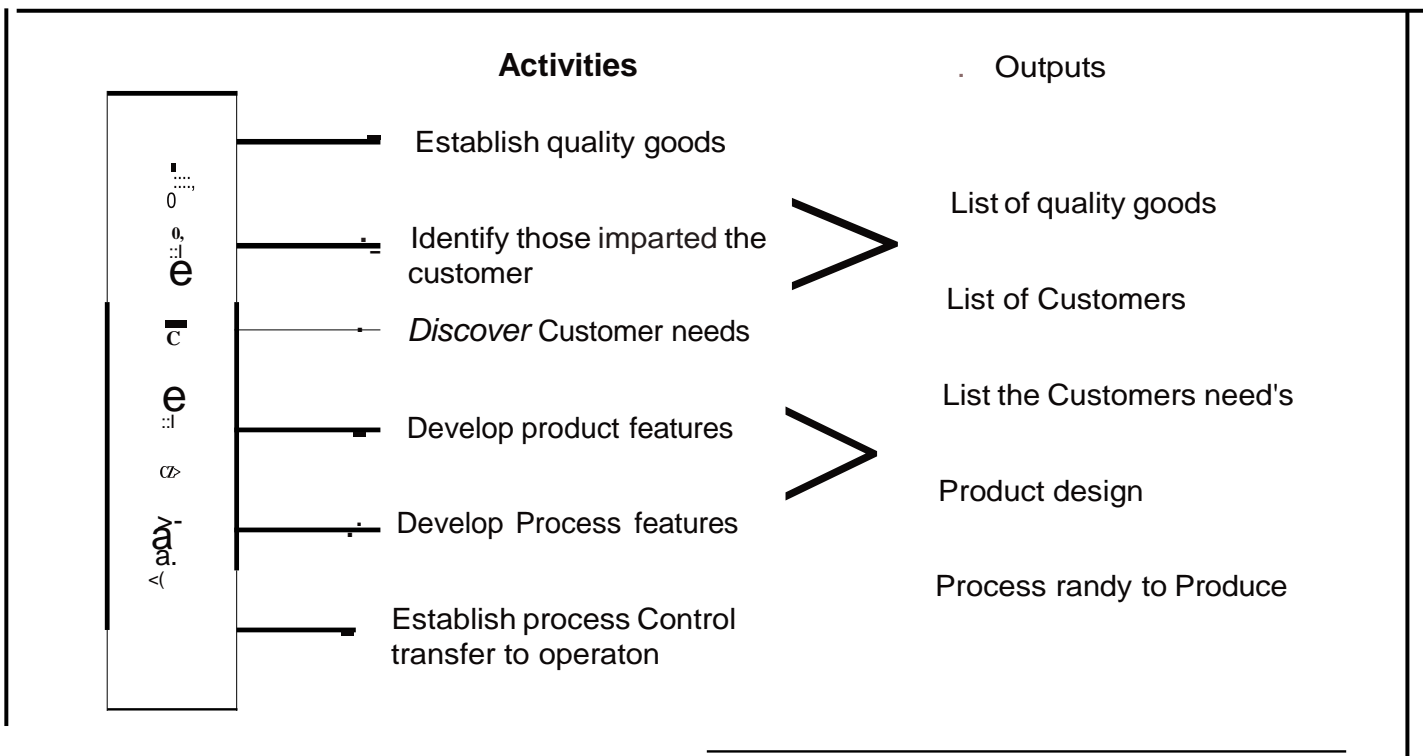 Activities
Outputs
Establish quality goods
Identify those imparted the
customer
Discover Customer needs
Develop product features
Develop Process features
Establish process Control
transfer to operaton
List of quality goods
List of Customers
List the Customers need's
Product design
Process randy to Produce